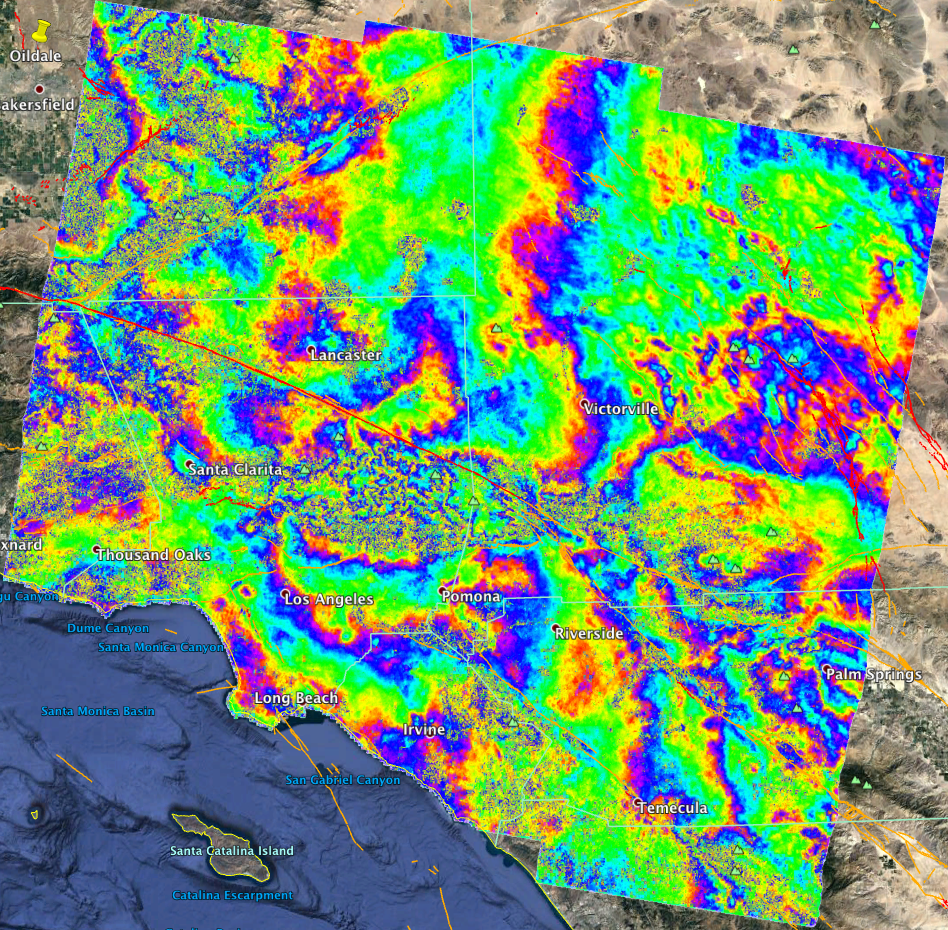 Oildale
akersfield
Lancaster
Victorville
Santa Clarita
xnard
Thousand Oaks
gu Canyon
Los Angeles
Pomona
Dume Canyon
Santa Monica Canyon
Riverside
Palm Springs
Long Beach
Santa Monica Basin
Irvine
San Gabriel Canyon
Temecula
Santa Catalina Island
Catalina Escarpment